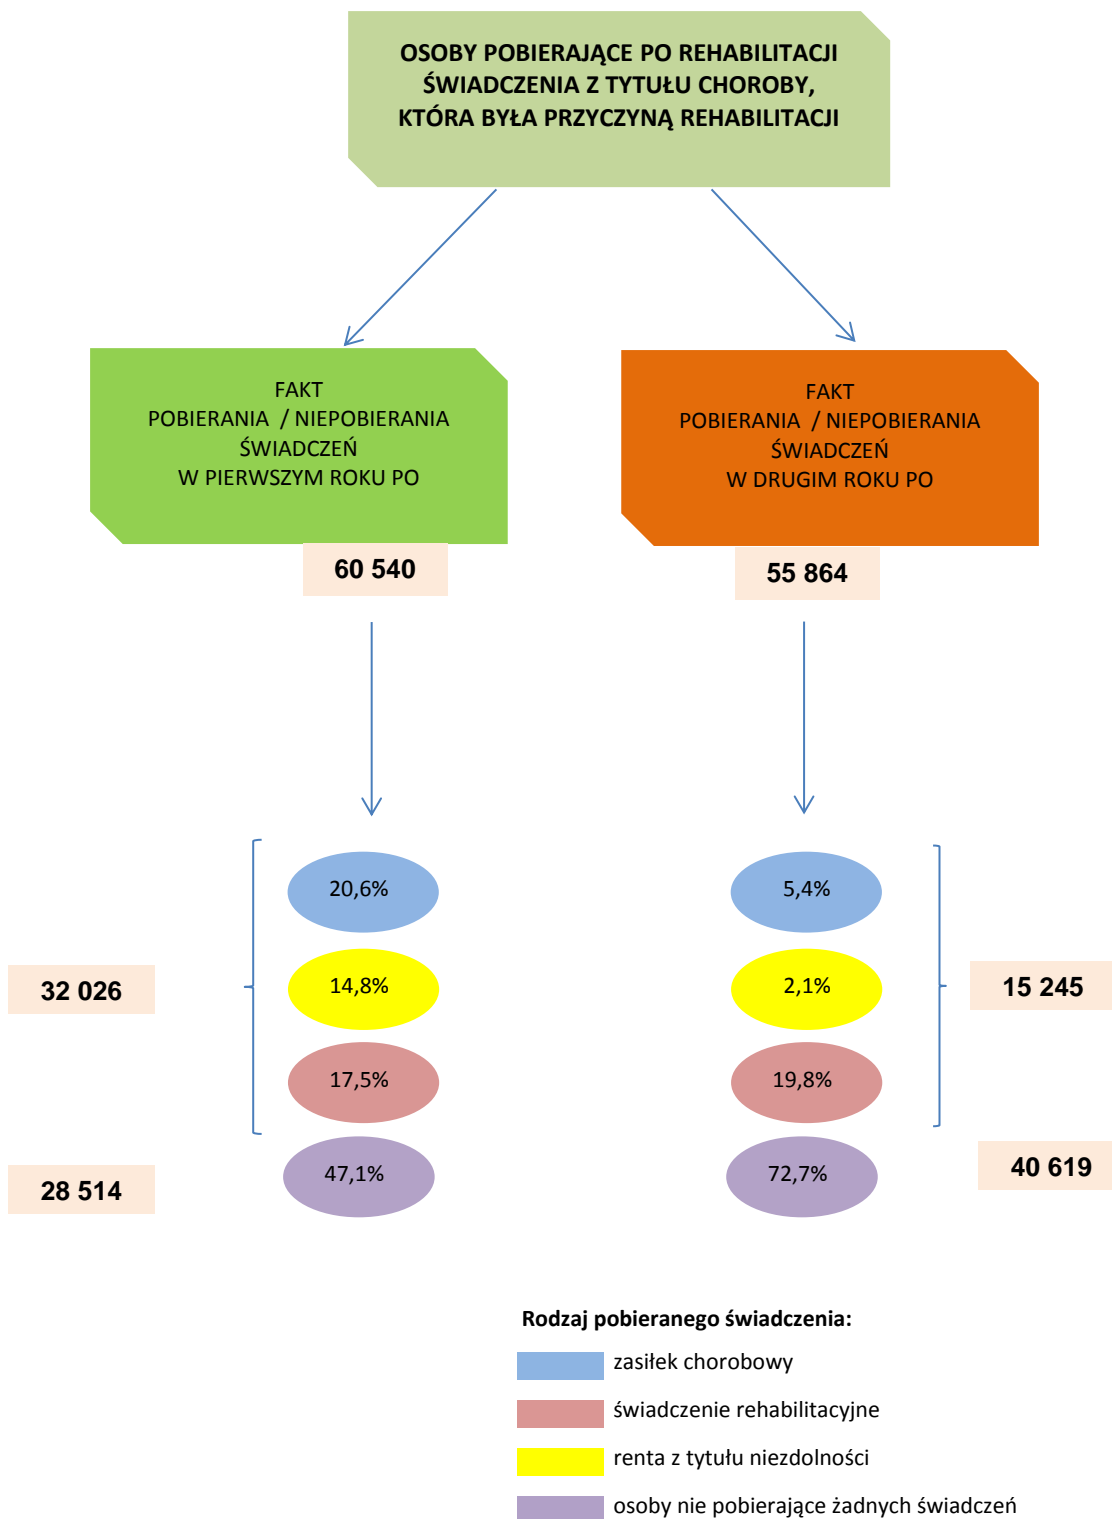 OSOBY POBIERAJĄCE PO REHABILITACJI
ŚWIADCZENIA Z TYTUŁU CHOROBY,
KTÓRA BYŁA PRZYCZYNĄ REHABILITACJI
FAKT
POBIERANIA / NIEPOBIERANIA
ŚWIADCZEŃ
W PIERWSZYM ROKU PO
60 540
FAKT
POBIERANIA / NIEPOBIERANIA
ŚWIADCZEŃ
W DRUGIM ROKU PO
55 864
20,6%
14,8%
17,5%
47,1%
32 026
28 514
5,4%
2,1%
19,8%
72,7%
15 245
40 619
Rodzaj pobieranego świadczenia:
zasiłek chorobowy
świadczenie rehabilitacyjne
renta z tytułu niezdolności
osoby nie pobierające żadnych świadczeń